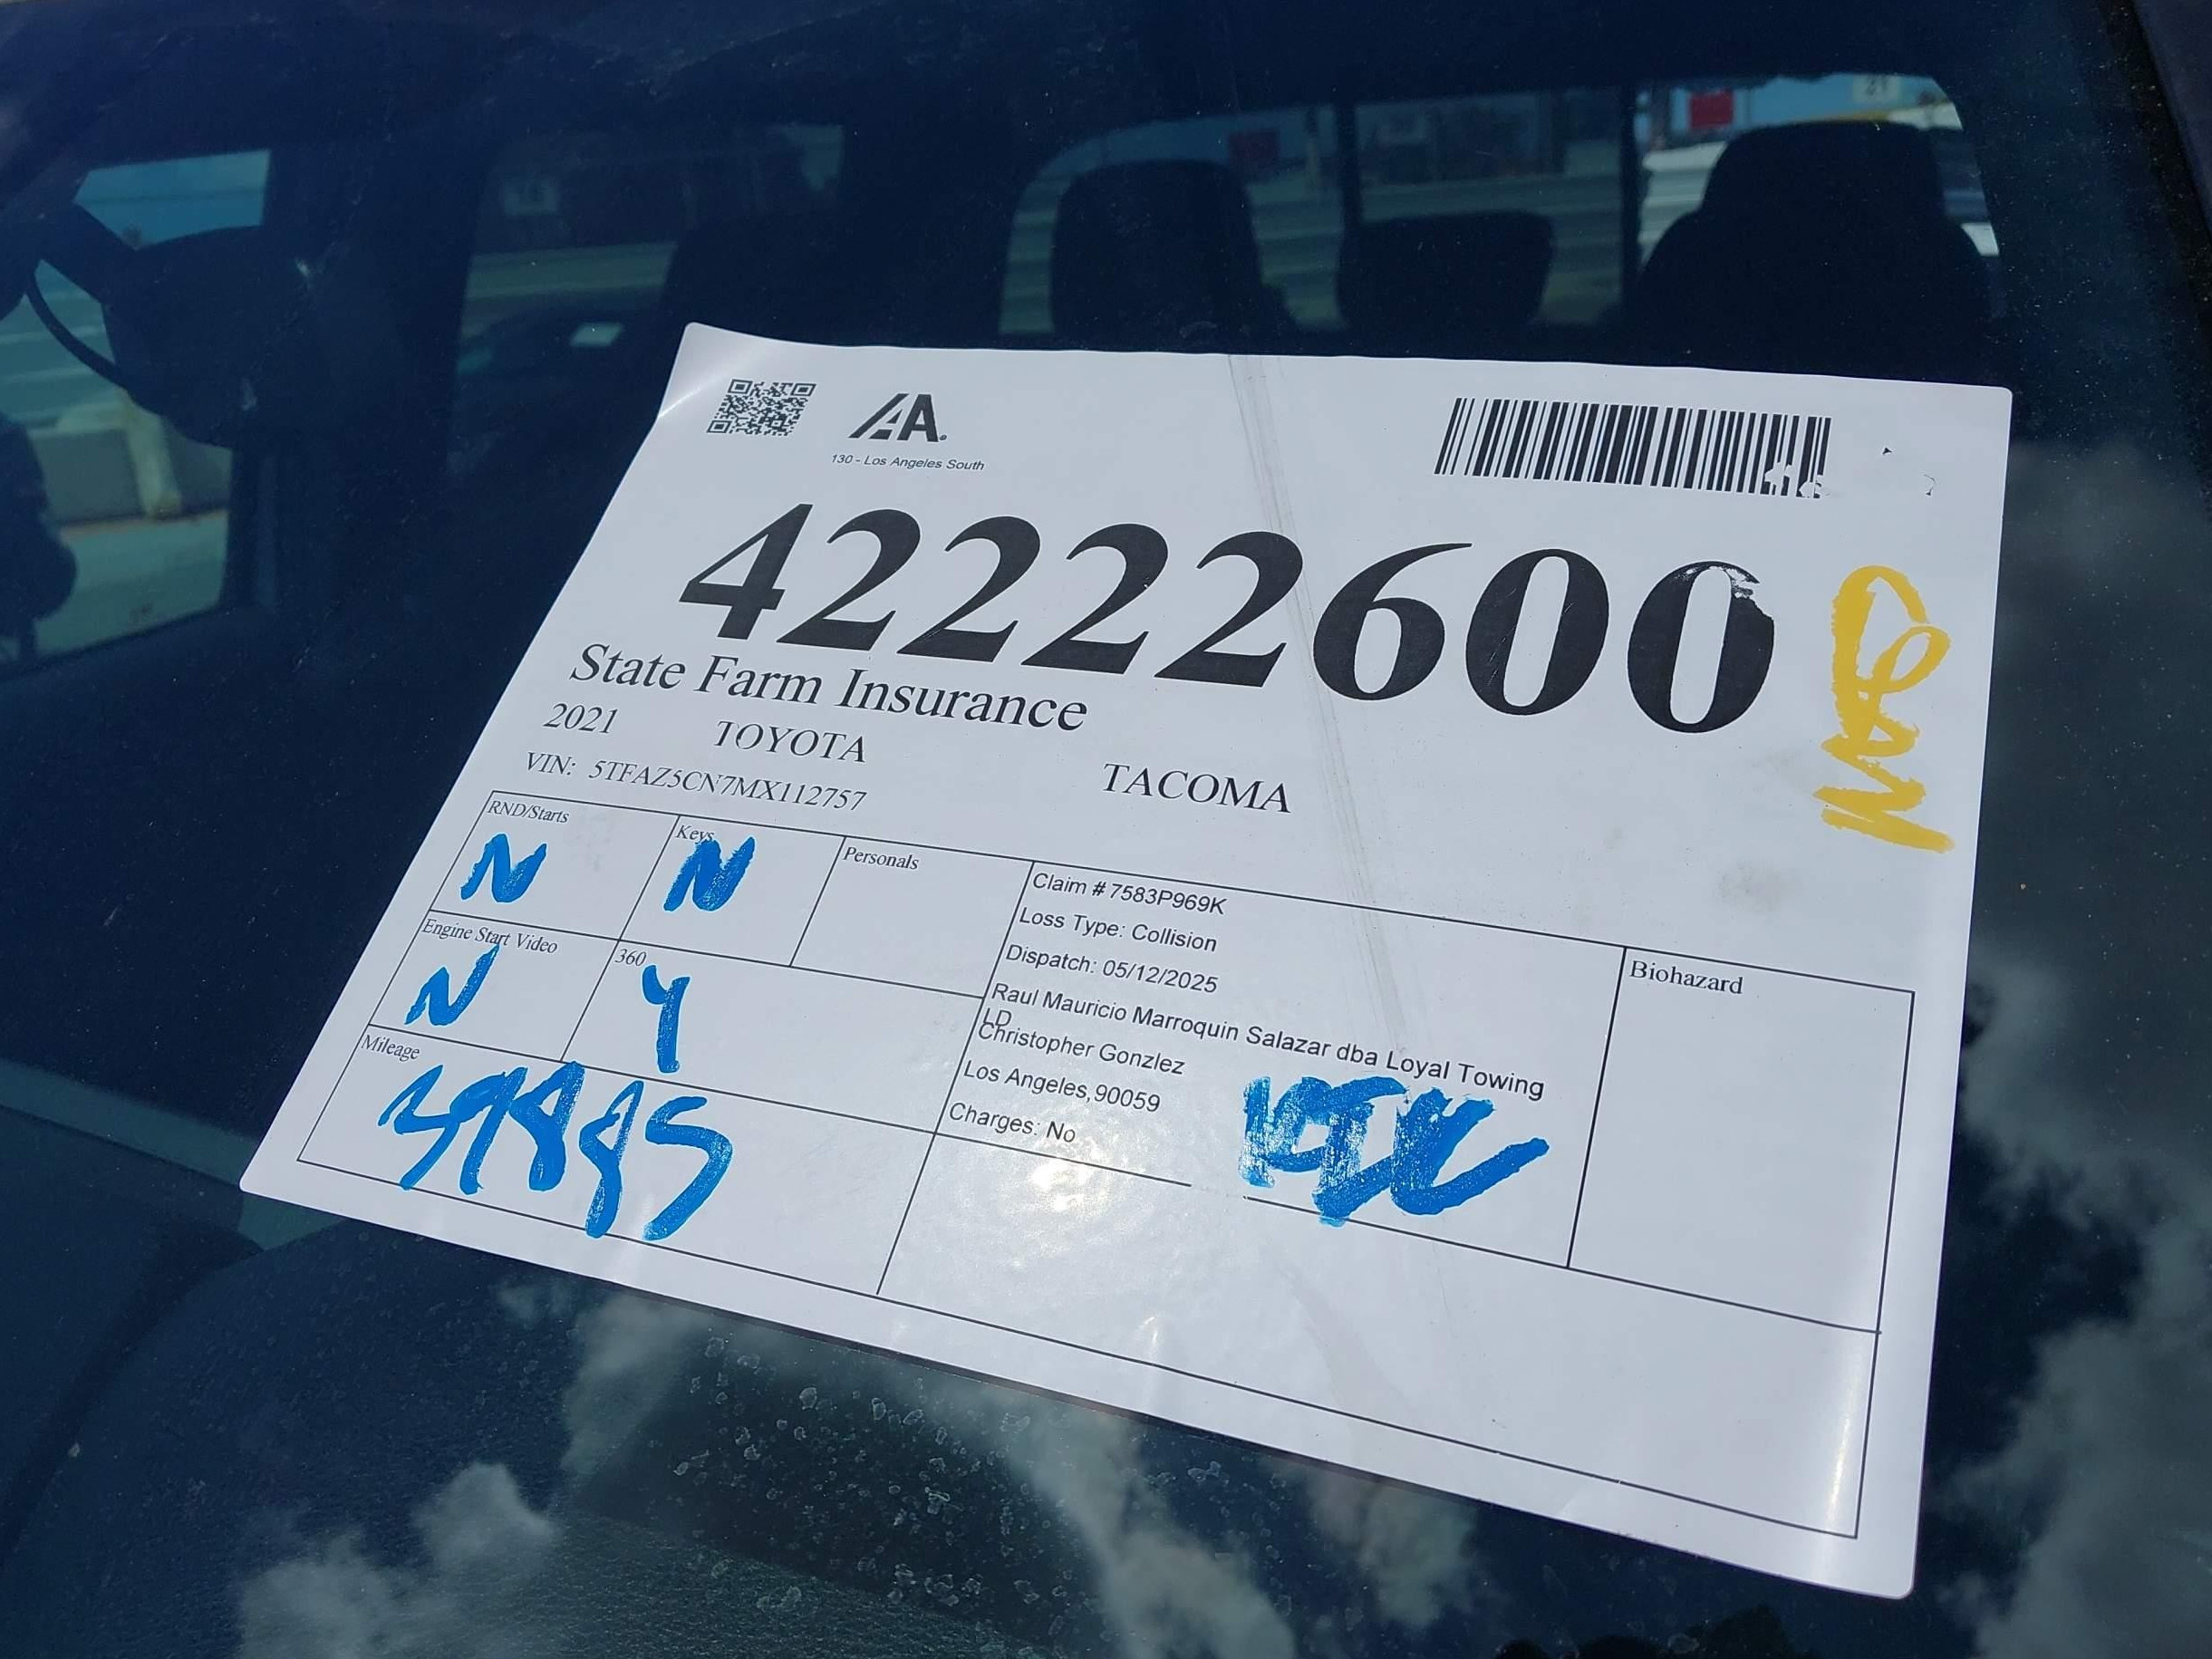 IAA.
130 - Los Angeles South
42222600
State Farm Insurance
2021 TOYOTA TACOMA
VIN: 5TFAZ5CN7MX112757
RND/Starts
N
Keys
N
Personals
Engine Start Video
N
360
Y
Mileage
39885
Claim # 7583P969K
Loss Type: Collision
Dispatch: 05/12/2025
Raul Mauricio Marroquin Salazar dba Loyal Towing
LD
Christopher Gonzlez
Los Angeles,90059
Charges: No
Biohazard
21